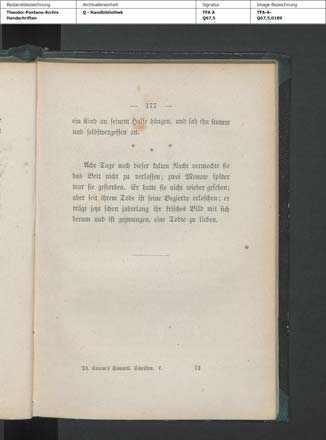 Bestandsbezeichnung Archivalieneinheit Signatur Image-Bezeichnung
Theodor-Fontane-Archiv Q - Handbibliothek TFA A TFA-A-
Handschriften Q67,5 Q67,5,0189
— 177 —
ein Kind an seinem Halse hängen, und sah ihn stumm
und selbstvergessen an.
* * *
Acht Tage nach dieser kalten Nacht vermochte sie
das Bett nicht zu verlassen; zwei Monate später
war sie gestorben. Er hatte sie nicht wieder gesehen;
aber seit ihrem Tode ist seine Begierde erloschen; er
trägt jetzt schon jahrelang ihr frisches Bild mit sich
herum und ist gezwungen, eine Todte zu lieben.
Th. Storm's Sämmtl. Schriften. V. 12